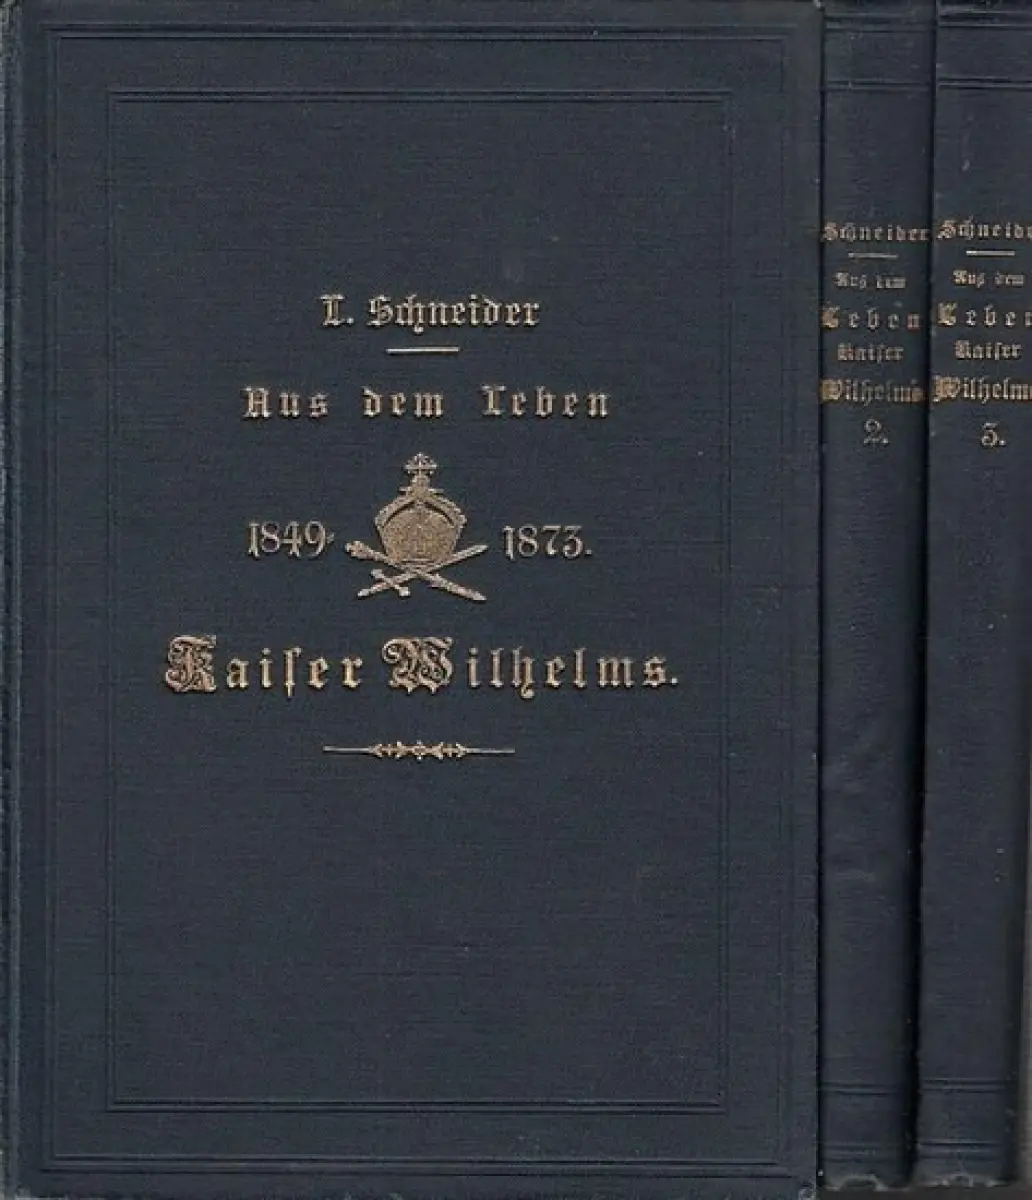 L. Schneider
Aus dem Leben
1849- 1873.
Kaiſer Wilhelms.
Schneider
Aus dem
Leben
Kaiſer
Wilhelms.
2.
Schneide
Aus dem
Leben
Kaiſer
Wilhelms
3.